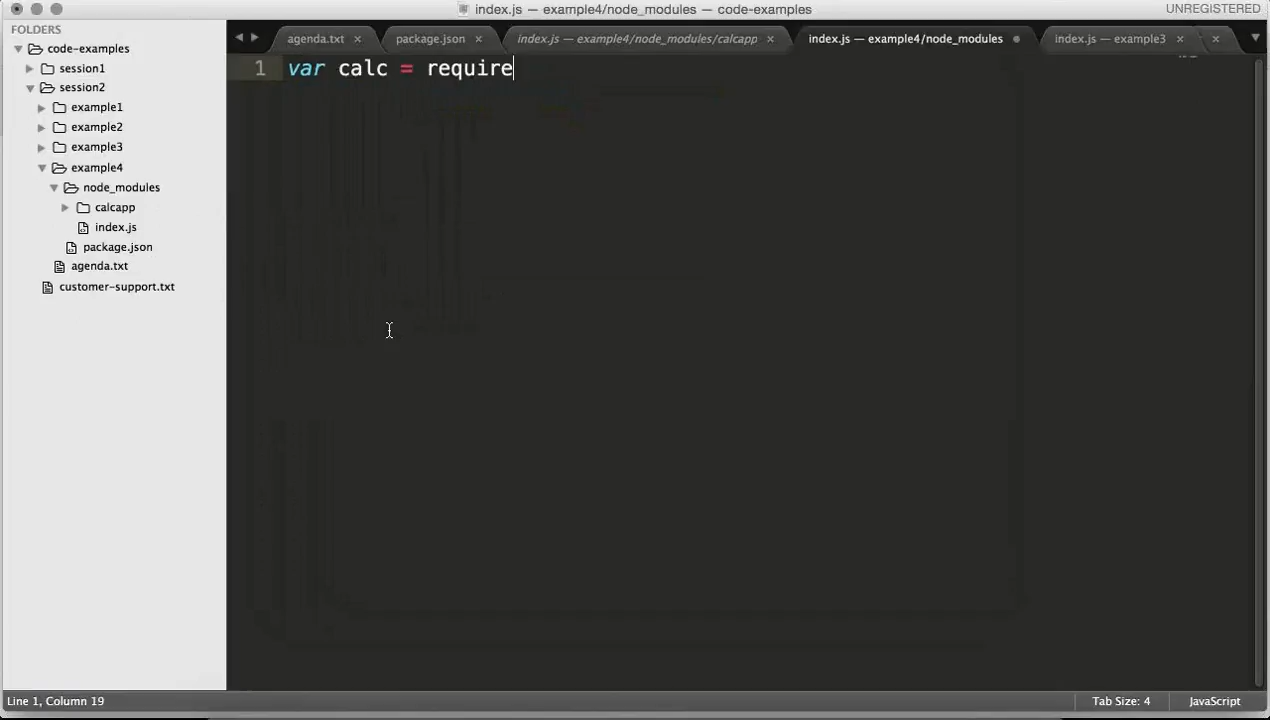 index.js — example4/node_modules — code-examples
UNREGISTERED
FOLDERS
code-examples
session1
session2
example1
example2
example3
example4
node_modules
calcapp
index.js
package.json
agenda.txt
customer-support.txt
agenda.txt ×
package.json ×
index.js — example4/node_modules/calcapp ×
index.js — example4/node_modules
index.js — example3 ×
×
1 var calc = require
Line 1, Column 19
Tab Size: 4
JavaScript